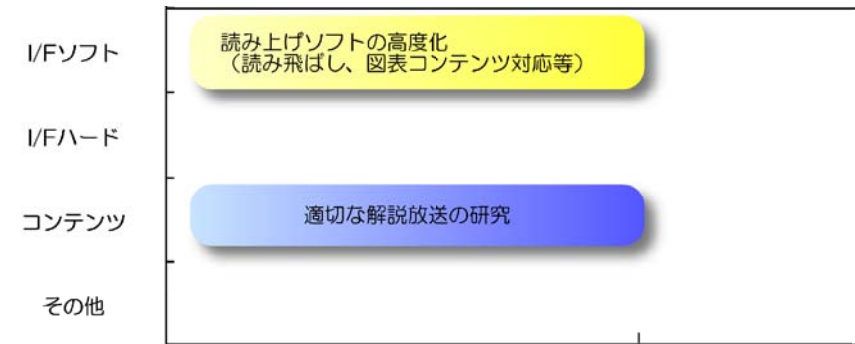 I/Fソフト
読み上げソフトの高度化
（読み飛ばし、図表コンテンツ対応等）
I/Fハード
コンテンツ
適切な解説放送の研究
その他